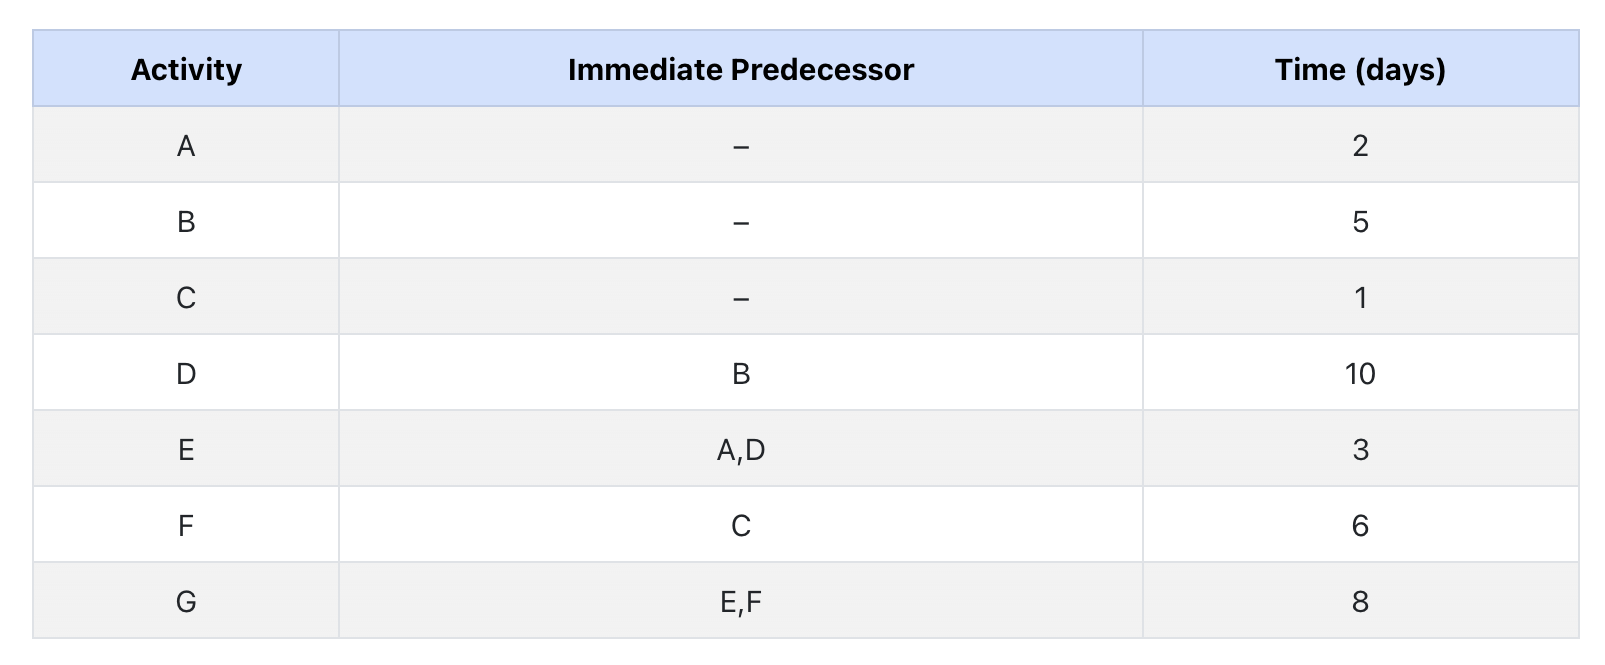 Activity Immediate Predecessor Time (days)
A – 2
B – 5
C – 1
D B 10
E A,D 3
F C 6
G E,F 8